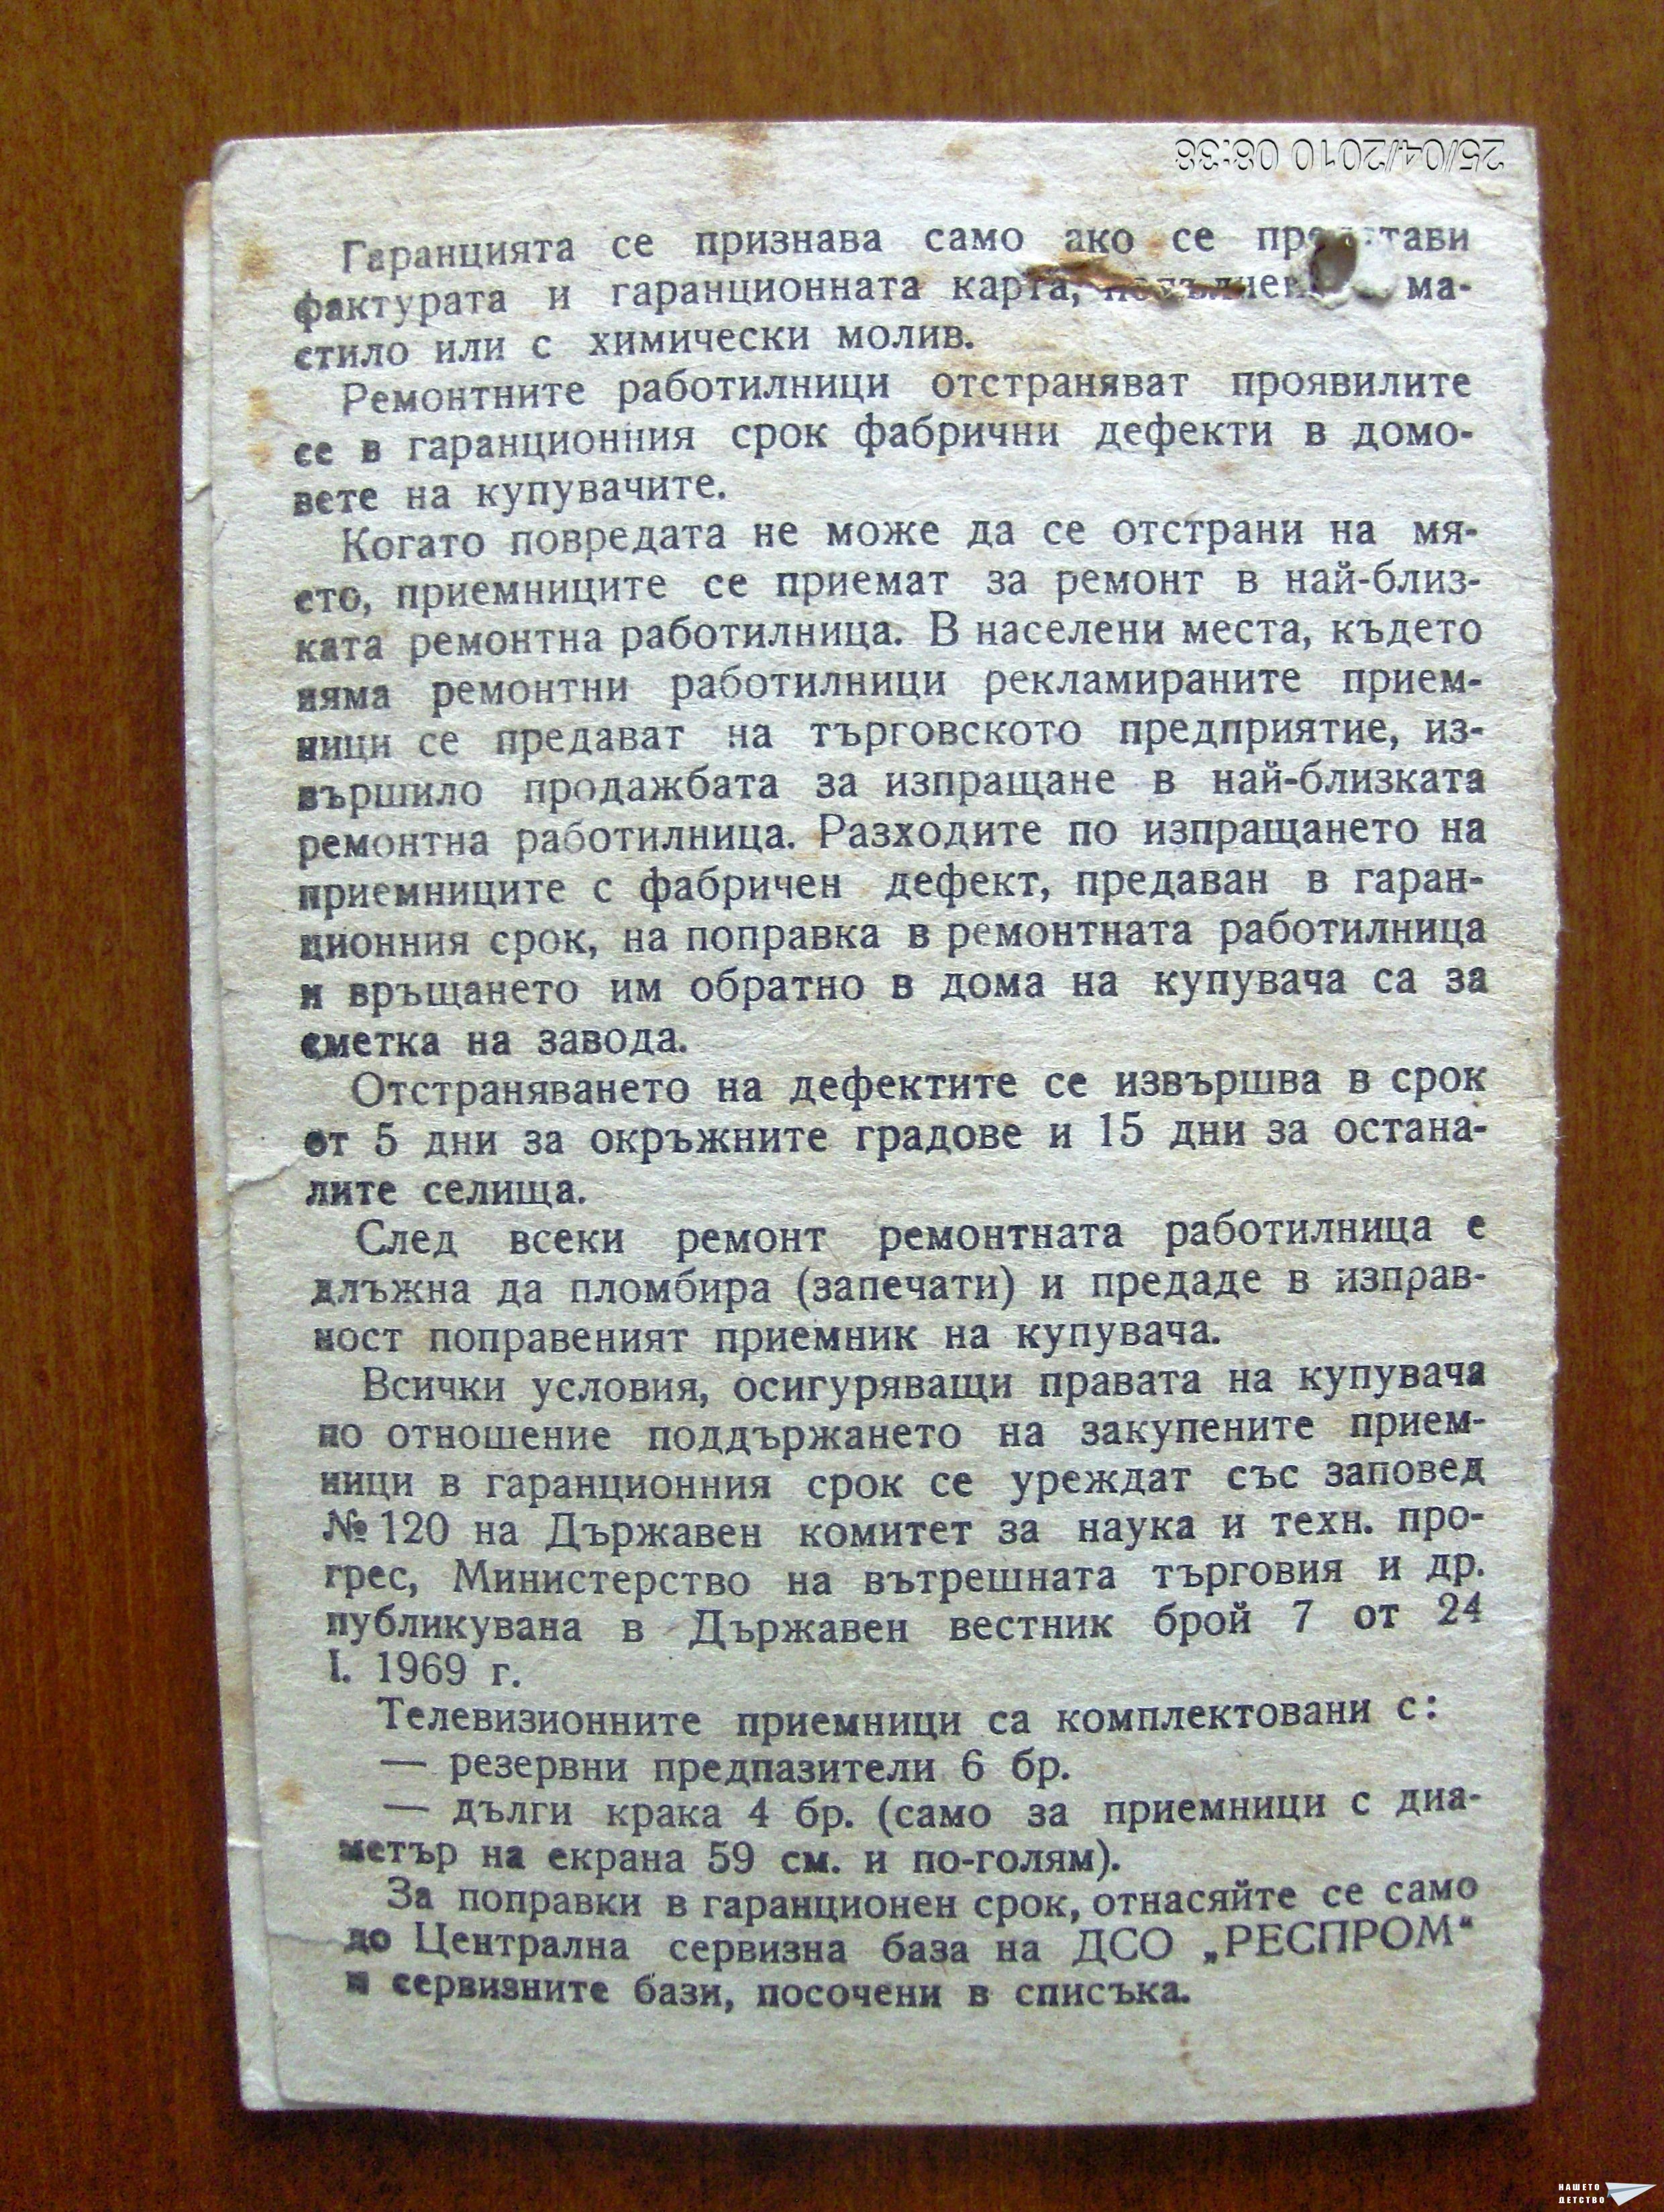 25/04/2010 08:38
Гаранцията се признава само ако се представи
фактурата и гаранционната карта, ма-
стило или с химически молив.
Ремонтните работилници отстраняват проявилите
се в гаранционния срок фабрични дефекти в домо-
вете на купувачите.
Когато повредата не може да се отстрани на мя-
сто, приемниците се приемат за ремонт в най-близ-
ката ремонтна работилница. В населени места, където
няма ремонтни работилници рекламираните прием-
ници се предават на търговското предприятие, из-
вършило продажбата за изпращане в най-близката
ремонтна работилница. Разходите по изпращането на
приемниците с фабричен дефект, предаван в гаран-
ционния срок, на поправка в ремонтната работилница
и връщането им обратно в дома на купувача са за
сметка на завода.
Отстраняването на дефектите се извършва в срок
от 5 дни за окръжните градове и 15 дни за остана-
лите селища.
След всеки ремонт ремонтната работилница е
длъжна да пломбира (запечати) и предаде в изправ-
ност поправеният приемник на купувача.
Всички условия, осигуряващи правата на купувача
по отношение поддържането на закупените прием-
ници в гаранционния срок се уреждат със заповед
№ 120 на Държавен комитет за наука и техн. про-
грес, Министерство на вътрешната търговия и др.
публикувана в Държавен вестник брой 7 от 24
I. 1969 г.
Телевизионните приемници са комплектовани с:
— резервни предпазители 6 бр.
— дълги крака 4 бр. (само за приемници с диа-
метър на екрана 59 см. и по-голям).
За поправки в гаранционен срок, отнасяйте се само
до Централна сервизна база на ДСО „РЕСПРОМ“
и сервизните бази, посочени в списъка.
НАШЕТО
ДЕТСТВО